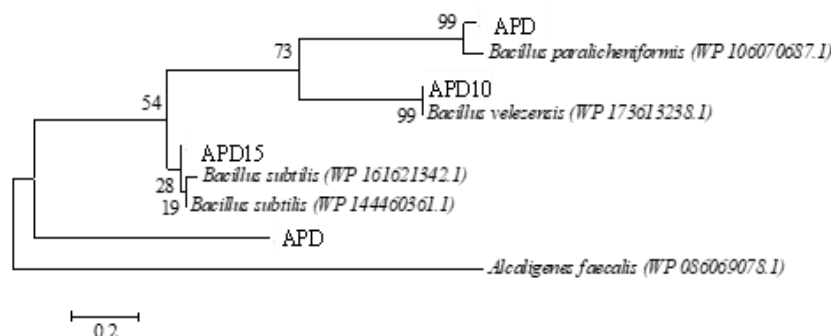 99
APD
Bacillus paralicheniformis (WP 106070687.1)
73
APD10
99
Bacillus velezensis (WP 173613238.1)
54
APD15
Bacillus subtilis (WP 161621342.1)
28
19
Bacillus subtilis (WP 144460361.1)
APD
Alcaligenes faecalis (WP 086069078.1)
0.2